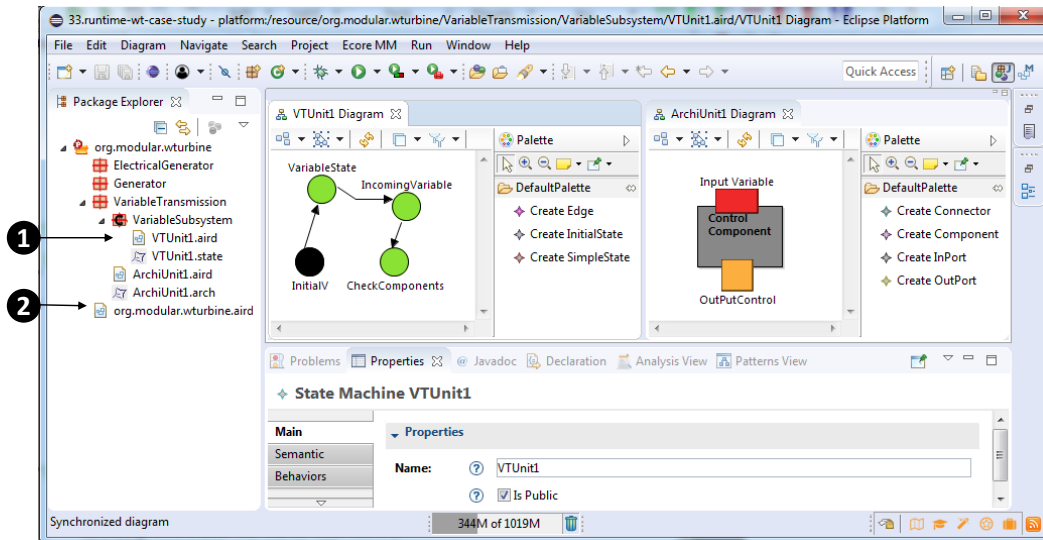 33.runtime-wt-case-study - platform:/resource/org.modular.wturbine/VariableTransmission/VariableSubsystem/VTUnit1.aird/VTUnit1 Diagram - Eclipse Platform
File Edit Diagram Navigate Search Project Ecore MM Run Window Help
Quick Access
Package Explorer
org.modular.wturbine
ElectricalGenerator
Generator
VariableTransmission
VariableSubsystem
1
VTUnit1.aird
VTUnit1.state
ArchiUnit1.aird
ArchiUnit1.arch
2
org.modular.wturbine.aird
VTUnit1 Diagram
VariableState
IncomingVariable
InitialV
CheckComponents
Palette
DefaultPalette
Create Edge
Create InitialState
Create SimpleState
ArchiUnit1 Diagram
Input Variable
Control
Component
OutPutControl
Palette
DefaultPalette
Create Connector
Create Component
Create InPort
Create OutPort
Problems Properties Javadoc Declaration Analysis View Patterns View
State Machine VTUnit1
Main
Semantic
Behaviors
Properties
Name: VTUnit1
Is Public
Synchronized diagram
344M of 1019M